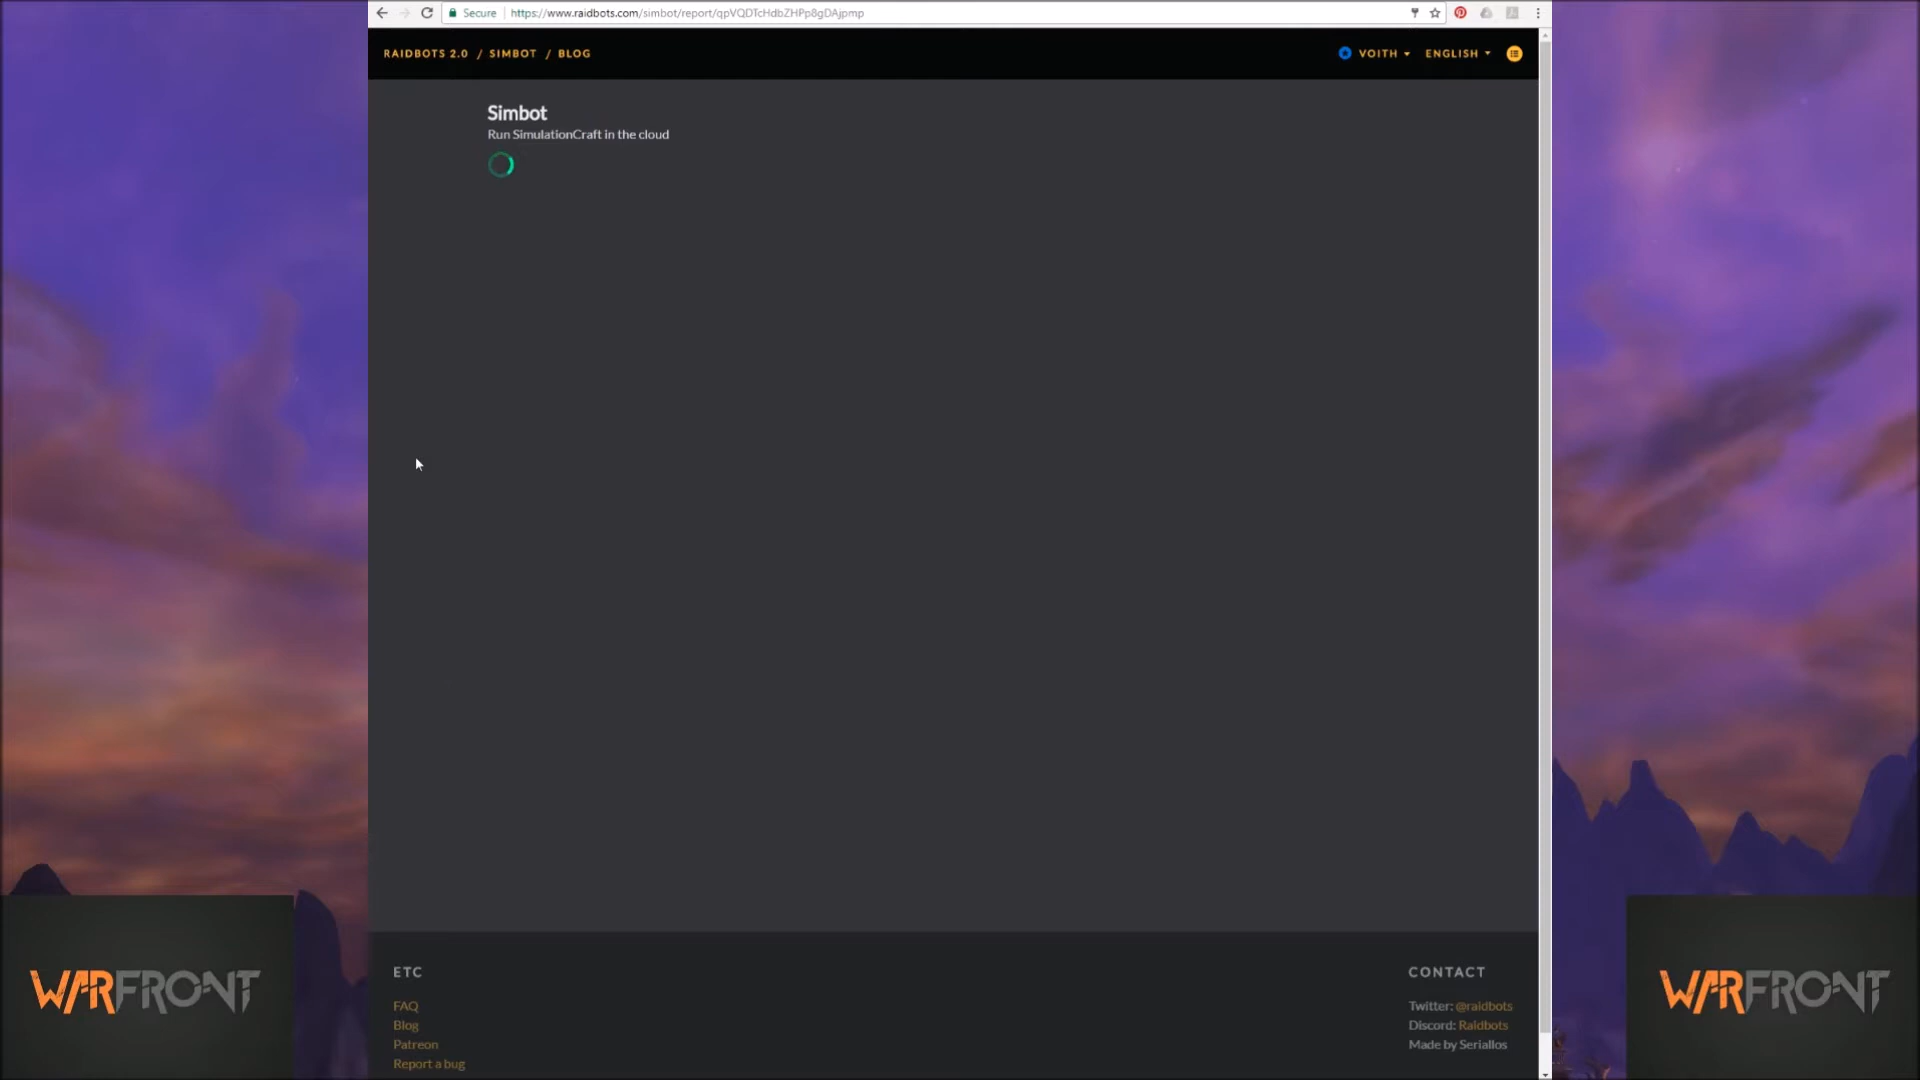 Secure
https://www.raidbots.com/simbot/report/qpVQDTcHdbZHPp8gDAjpmp
RAIDBOTS 2.0 / SIMBOT / BLOG
VOITH
ENGLISH
Simbot
Run SimulationCraft in the cloud
ETC
FAQ
Blog
Patreon
Report a bug
CONTACT
Twitter: @raidbots
Discord: Raidbots
Made by Seriallos
WARFRONT
WARFRONT